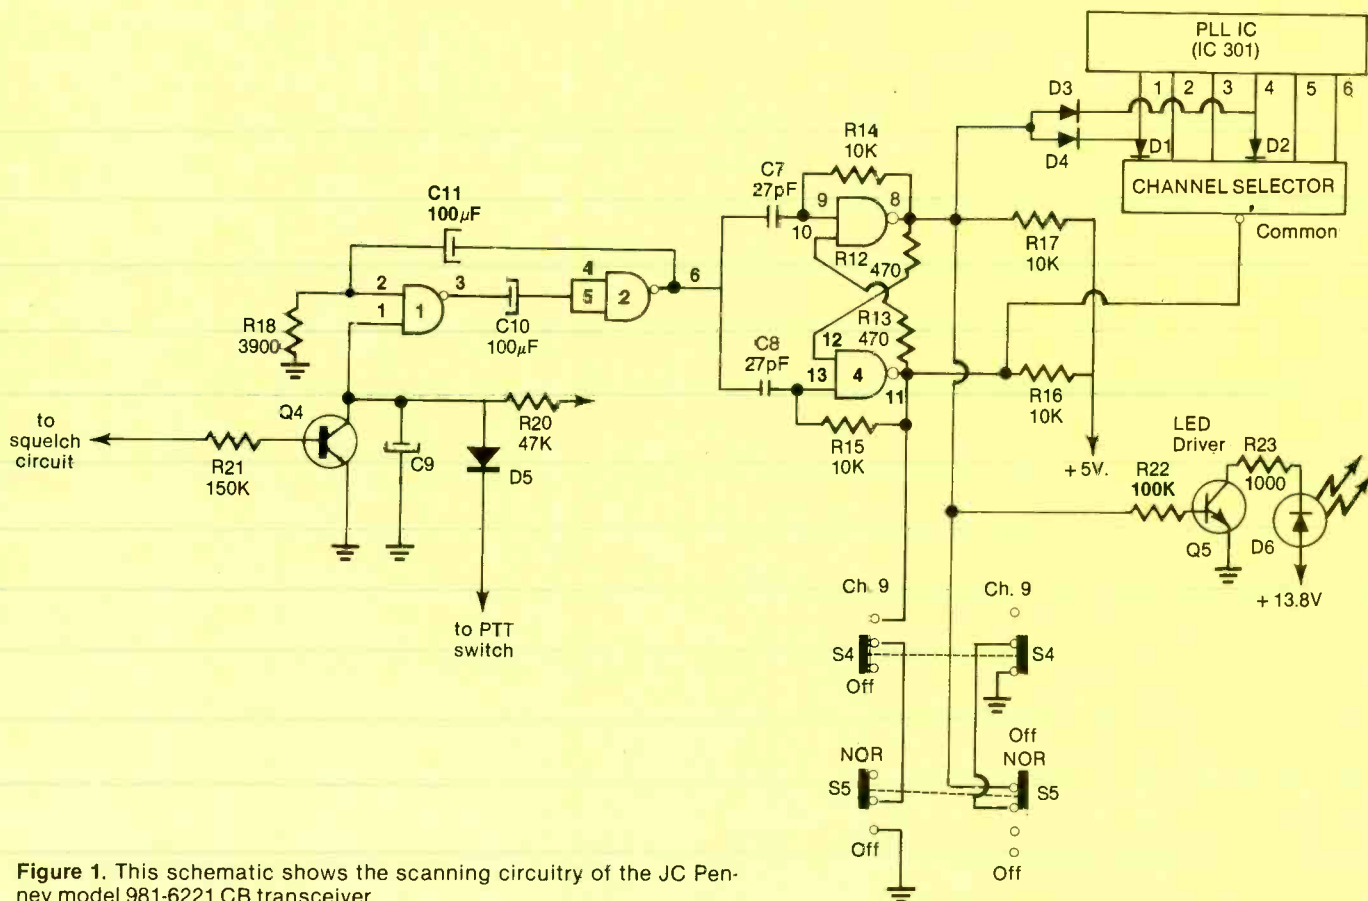 PLL IC
(IC 301)
1 2 3 4 5 6
D3
D4
D1
D2
CHANNEL SELECTOR
Common
R14
10K
C7
27pF
9
8
10
R12
470
R17
10K
C11
100µF
2
3
1
1
4
5
2
6
C10
100µF
R18
3900
R13
470
12
C8
27pF
13
4
11
R16
10K
R15
10K
+5V.
Q4
to
squelch
circuit
R21
150K
C9
D5
R20
47K
to PTT
switch
LED
Driver
R22
100K
R23
1000
Q5
D6
+13.8V
Ch. 9
Ch. 9
S4
S4
Off
Off
NOR
NOR
S5
S5
Off
Off
Figure 1. This schematic shows the scanning circuitry of the JC Pen-
ney model 981-6221 CB transceiver